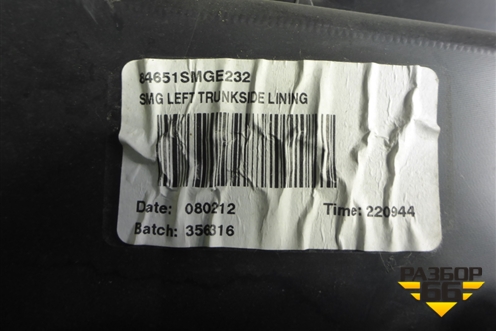 84651SMGE232
SMG LEFT TRUNKSIDE LINING
Date: 080212 Time: 220944
Batch: 356316
РАЗБОР
66